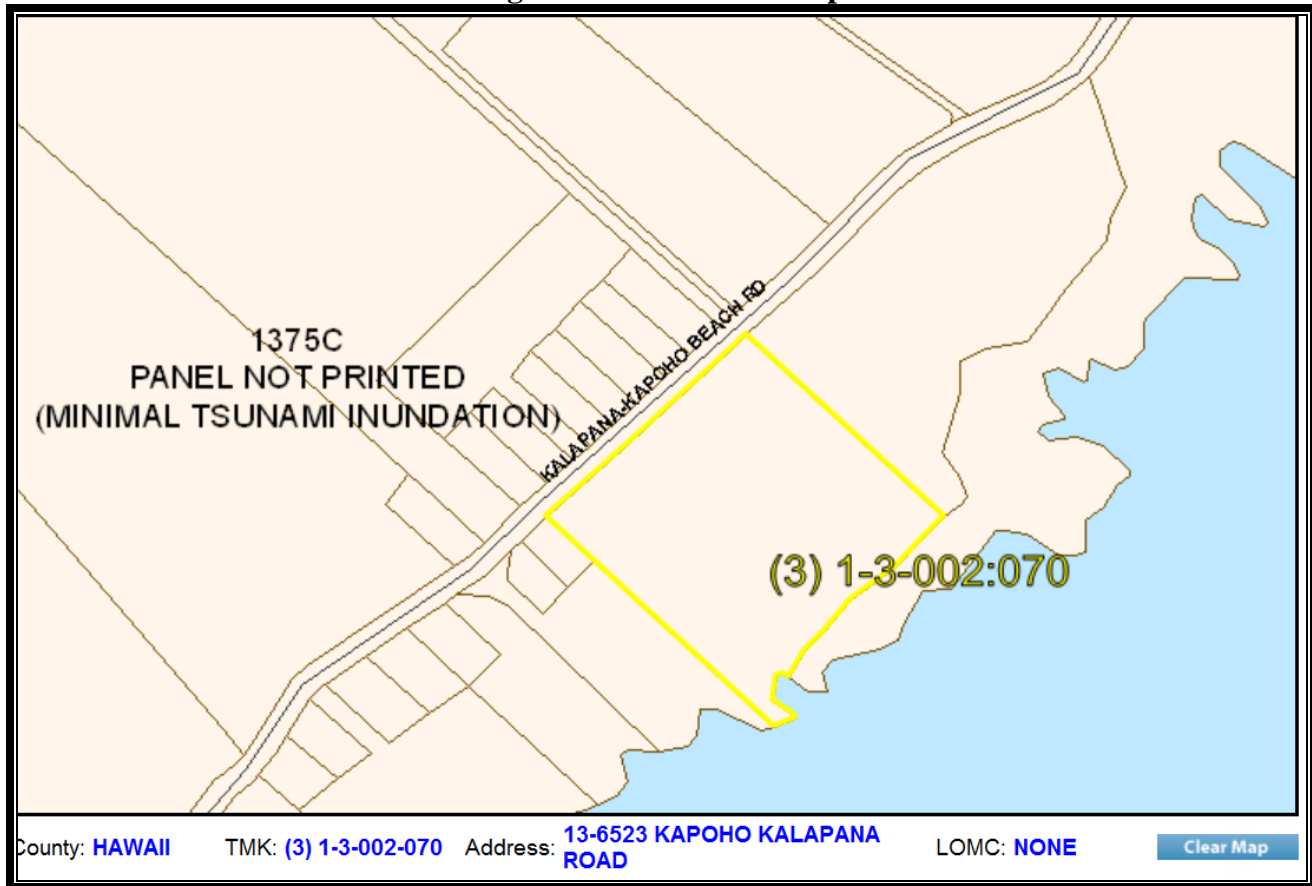 KALAPANA-KAPOHO BEACH RD
1375C
PANEL NOT PRINTED
(MINIMAL TSUNAMI INUNDATION)
(3) 1-3-002:070
County: HAWAII TMK: (3) 1-3-002-070 Address: 13-6523 KAPOHO KALAPANA
ROAD
LOMC: NONE Clear Map